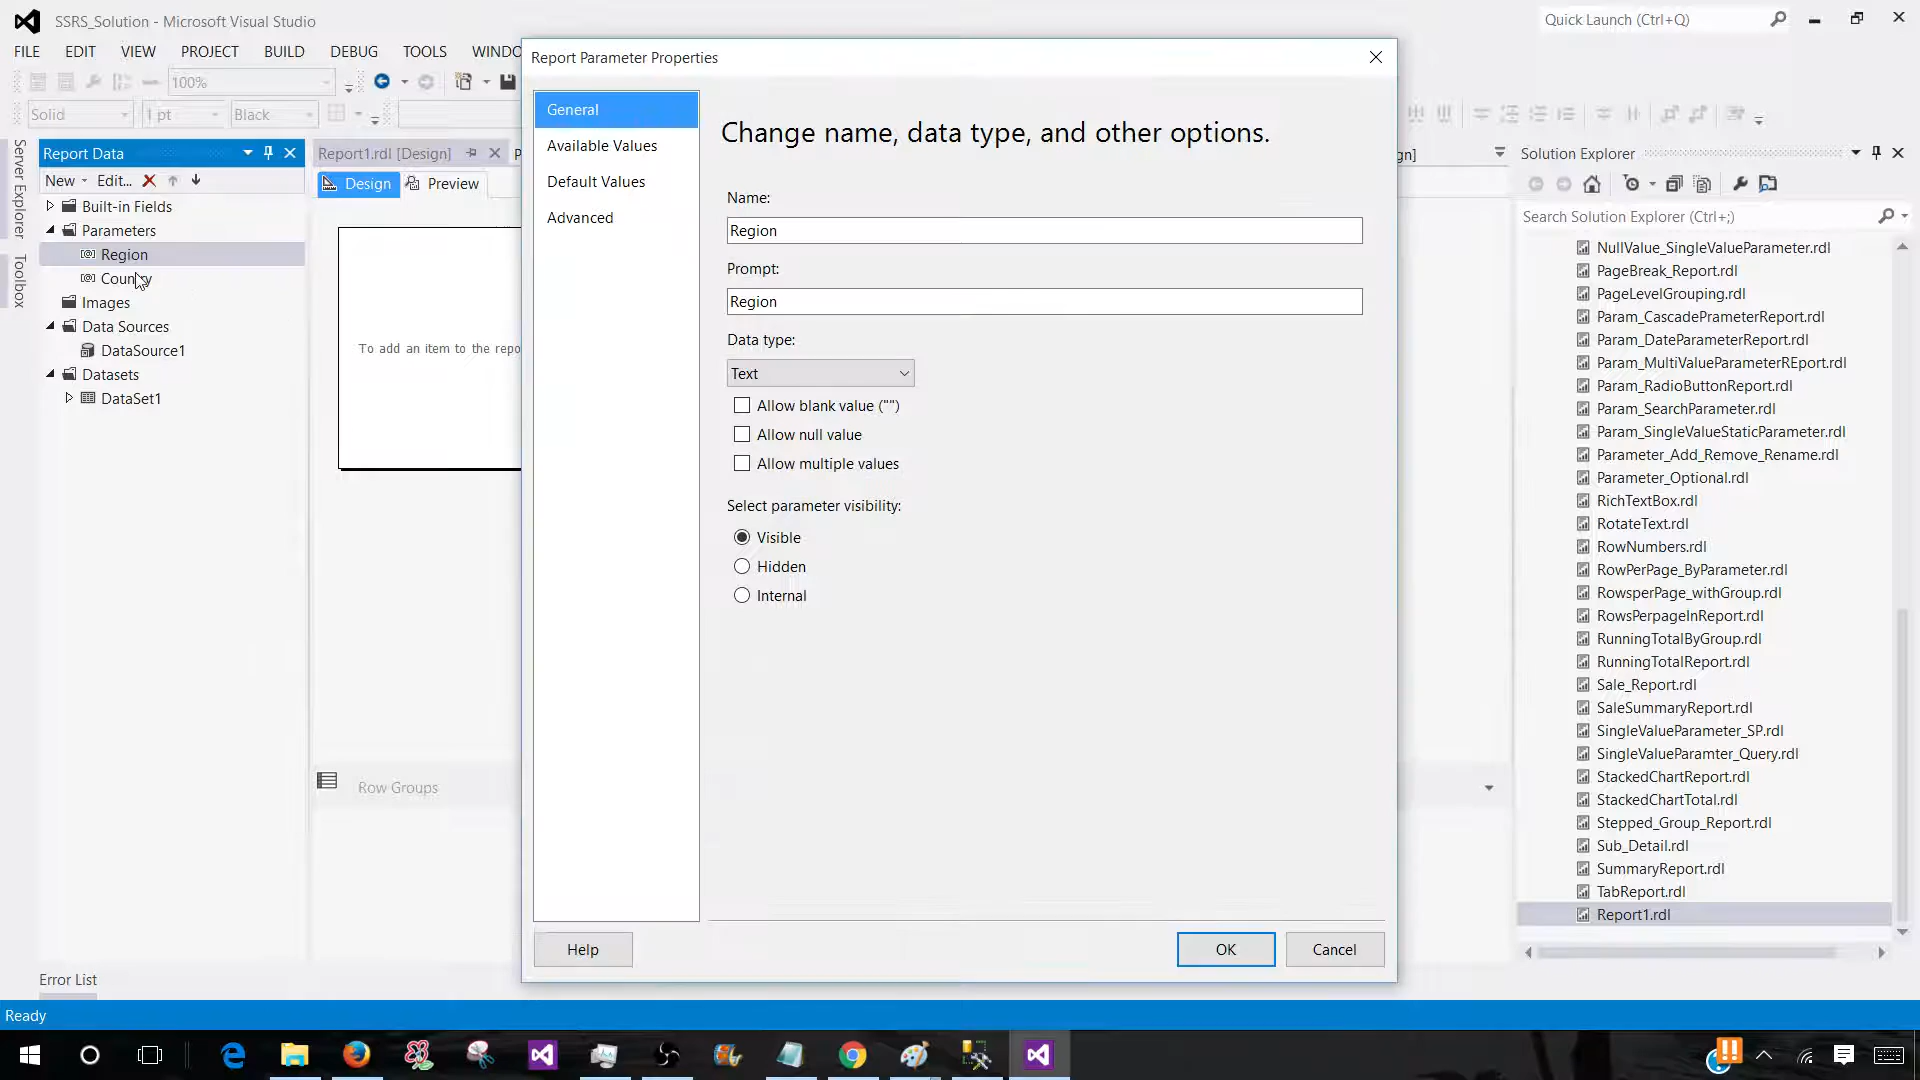 SSRS_Solution - Microsoft Visual Studio
Quick Launch (Ctrl+Q)
FILE EDIT VIEW PROJECT BUILD DEBUG TOOLS WINDO
100%
Solid 1 pt Black
Server Explorer
Toolbox
Report Data
New Edit...
Built-in Fields
Parameters
Region
Country
Images
Data Sources
DataSource1
Datasets
DataSet1
Report1.rdl [Design]
Design Preview
To add an item to the repo
Row Groups
Report Parameter Properties
General
Available Values
Default Values
Advanced
Change name, data type, and other options.
Name:
Region
Prompt:
Region
Data type:
Text
Allow blank value ("")
Allow null value
Allow multiple values
Select parameter visibility:
Visible
Hidden
Internal
Help OK Cancel
Solution Explorer
Search Solution Explorer (Ctrl+;)
NullValue_SingleValueParameter.rdl
PageBreak_Report.rdl
PageLevelGrouping.rdl
Param_CascadePrameterReport.rdl
Param_DateParameterReport.rdl
Param_MultiValueParameterREport.rdl
Param_RadioButtonReport.rdl
Param_SearchParameter.rdl
Param_SingleValueStaticParameter.rdl
Parameter_Add_Remove_Rename.rdl
Parameter_Optional.rdl
RichTextBox.rdl
RotateText.rdl
RowNumbers.rdl
RowPerPage_ByParameter.rdl
RowsperPage_withGroup.rdl
RowsPerpageInReport.rdl
RunningTotalByGroup.rdl
RunningTotalReport.rdl
Sale_Report.rdl
SaleSummaryReport.rdl
SingleValueParameter_SP.rdl
SingleValueParamter_Query.rdl
StackedChartReport.rdl
StackedChartTotal.rdl
Stepped_Group_Report.rdl
Sub_Detail.rdl
SummaryReport.rdl
TabReport.rdl
Report1.rdl
Error List
Ready